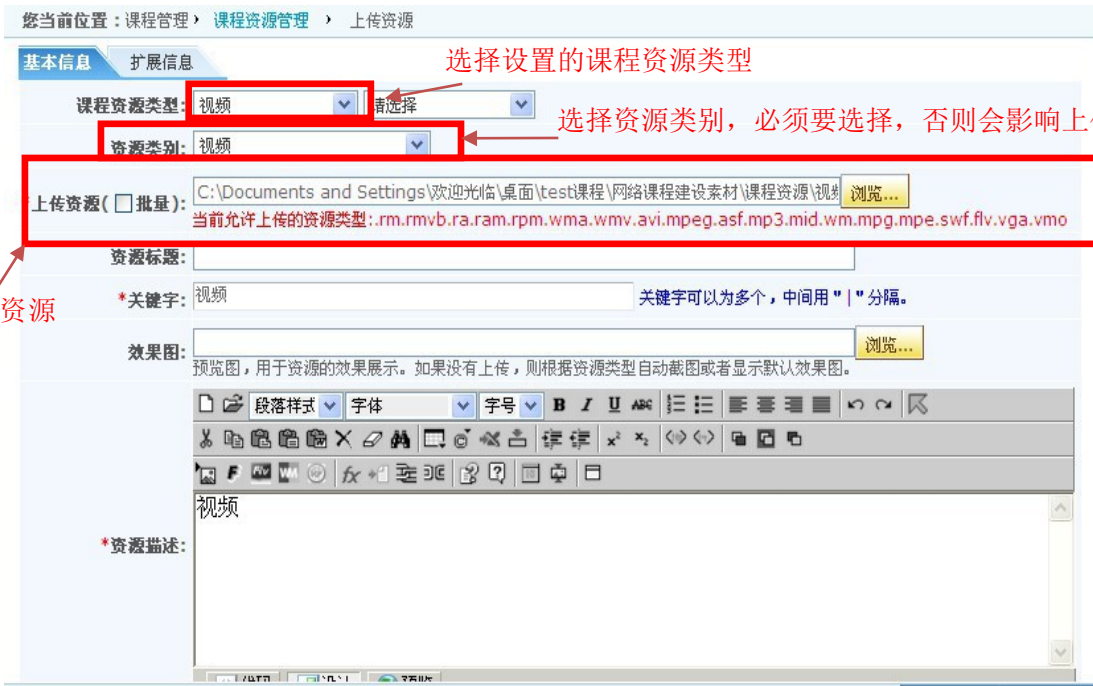 您当前位置：课程管理 › 课程资源管理 › 上传资源
基本信息 扩展信息
选择设置的课程资源类型
课程资源类型: 视频 请选择
选择资源类别，必须要选择，否则会影响上
资源类别: 视频
上传资源( 批量): C:\Documents and Settings\欢迎光临\桌面\test课程\网络课程建设素材\课程资源\视频 浏览...
当前允许上传的资源类型:.rm.rmvb.ra.ram.rpm.wma.wmv.avi.mpeg.asf.mp3.mid.wm.mpg.mpe.swf.flv.vga.vmo
资源标题:
资源
*关键字: 视频 关键字可以为多个，中间用 " | " 分隔。
效果图: 浏览...
预览图，用于资源的效果展示。如果没有上传，则根据资源类型自动截图或者显示默认效果图。
段落样式 字体 字号 B I U ABC
视频
*资源描述:
代码 设计 预览